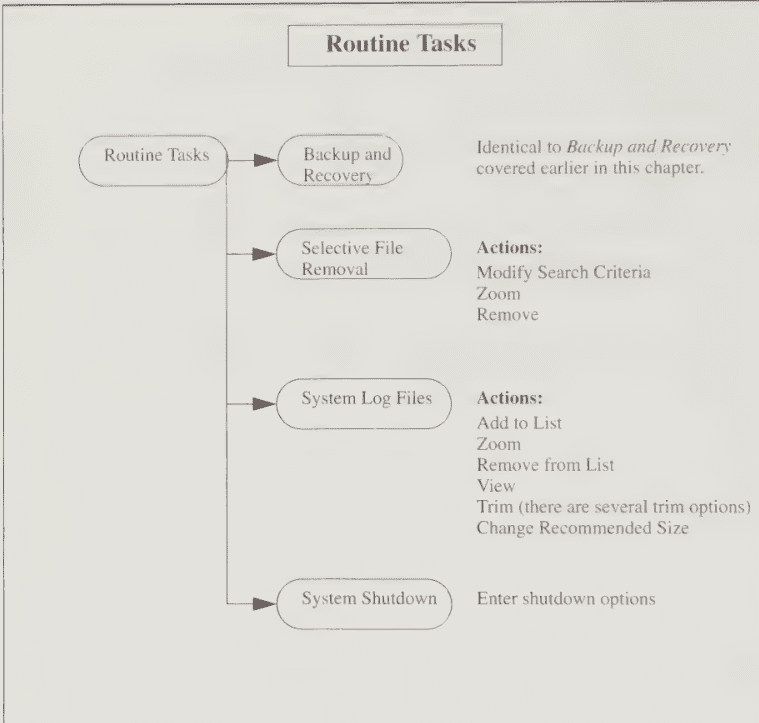 Routine Tasks
Routine Tasks
Backup and
Recovery
Identical to Backup and Recovery
covered earlier in this chapter.
Selective File
Removal
Actions:
Modify Search Criteria
Zoom
Remove
System Log Files
Actions:
Add to List
Zoom
Remove from List
View
Trim (there are several trim options)
Change Recommended Size
System Shutdown
Enter shutdown options